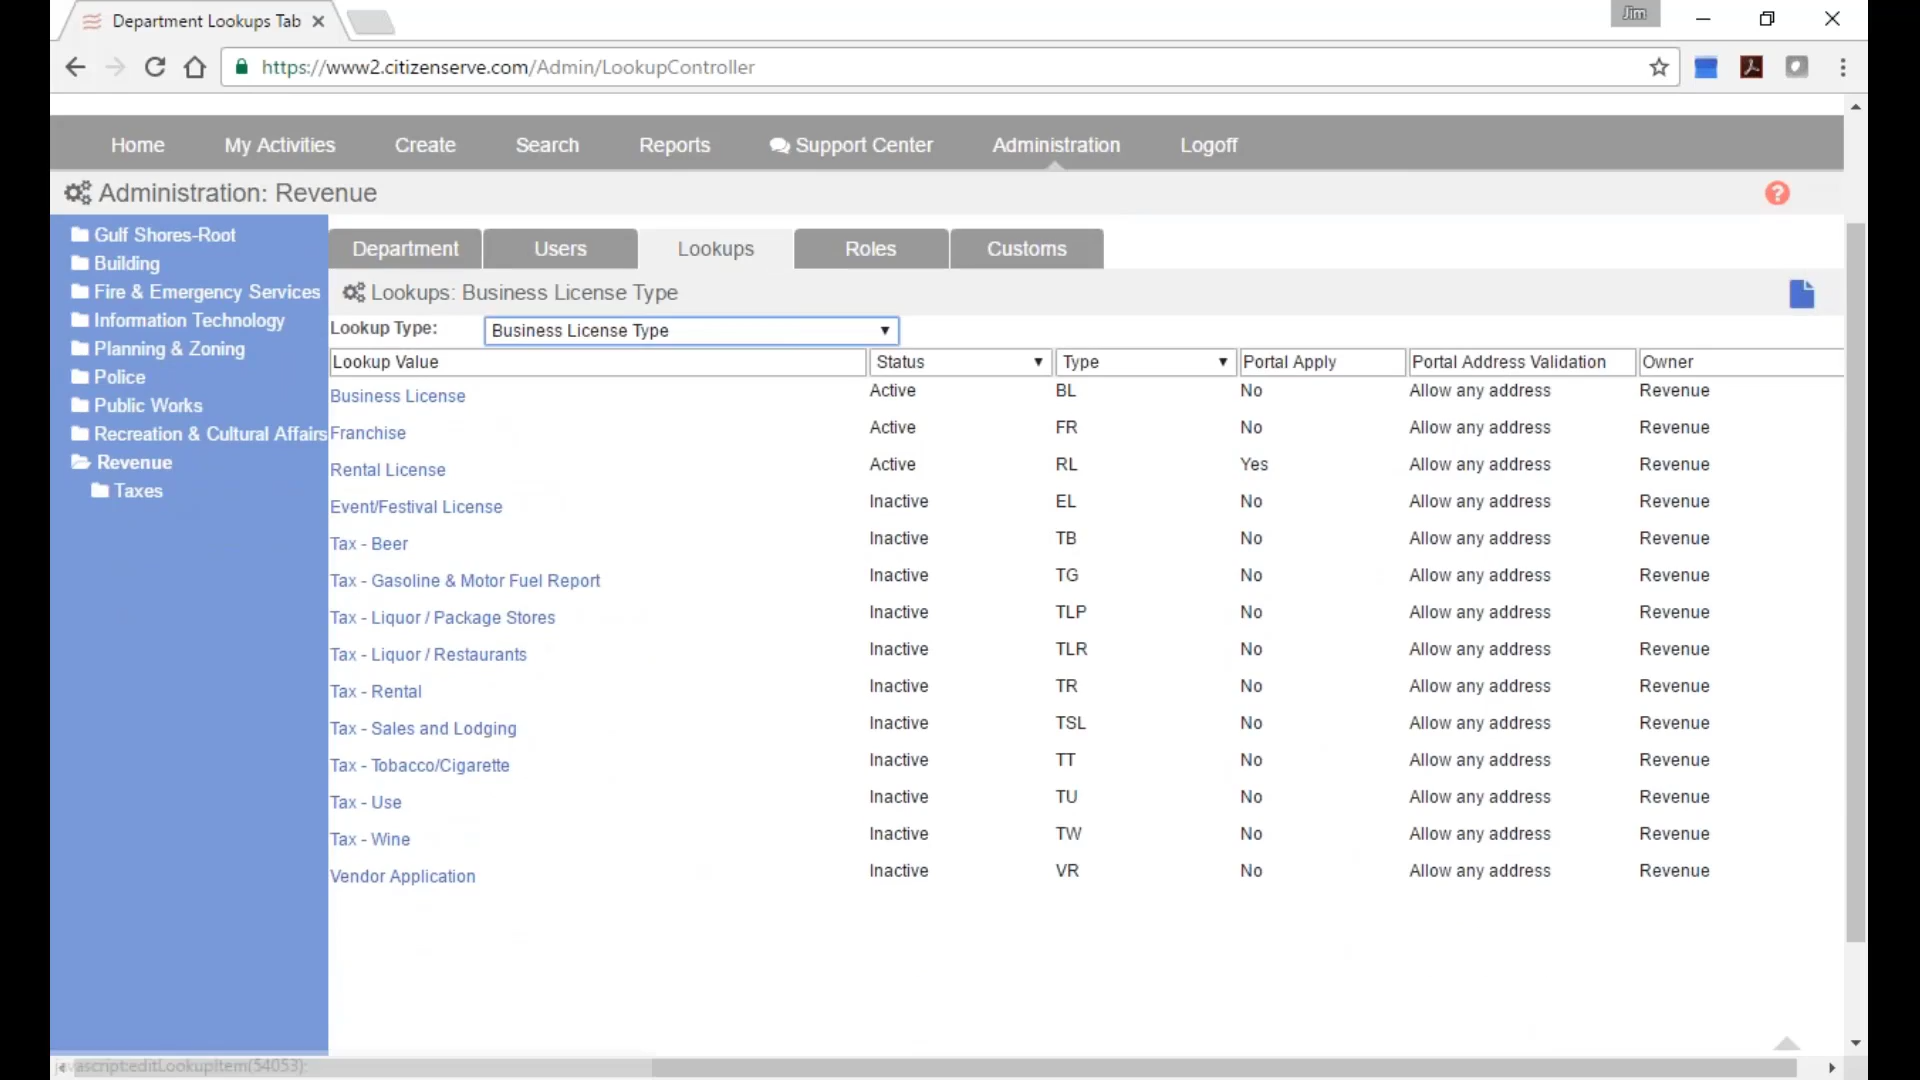 Department Lookups Tab
Jim
https://www2.citizenserve.com/Admin/LookupController
Home My Activities Create Search Reports Support Center Administration Logoff
Administration: Revenue
?
Gulf Shores-Root
Building
Fire & Emergency Services
Information Technology
Planning & Zoning
Police
Public Works
Recreation & Cultural Affairs
Revenue
Taxes
Department Users Lookups Roles Customs
Lookups: Business License Type
Lookup Type: Business License Type
Lookup Value Status Type Portal Apply Portal Address Validation Owner
Business License Active BL No Allow any address Revenue
Franchise Active FR No Allow any address Revenue
Rental License Active RL Yes Allow any address Revenue
Event/Festival License Inactive EL No Allow any address Revenue
Tax - Beer Inactive TB No Allow any address Revenue
Tax - Gasoline & Motor Fuel Report Inactive TG No Allow any address Revenue
Tax - Liquor / Package Stores Inactive TLP No Allow any address Revenue
Tax - Liquor / Restaurants Inactive TLR No Allow any address Revenue
Tax - Rental Inactive TR No Allow any address Revenue
Tax - Sales and Lodging Inactive TSL No Allow any address Revenue
Tax - Tobacco/Cigarette Inactive TT No Allow any address Revenue
Tax - Use Inactive TU No Allow any address Revenue
Tax - Wine Inactive TW No Allow any address Revenue
Vendor Application Inactive VR No Allow any address Revenue
javascript:editLookupItem(54053);